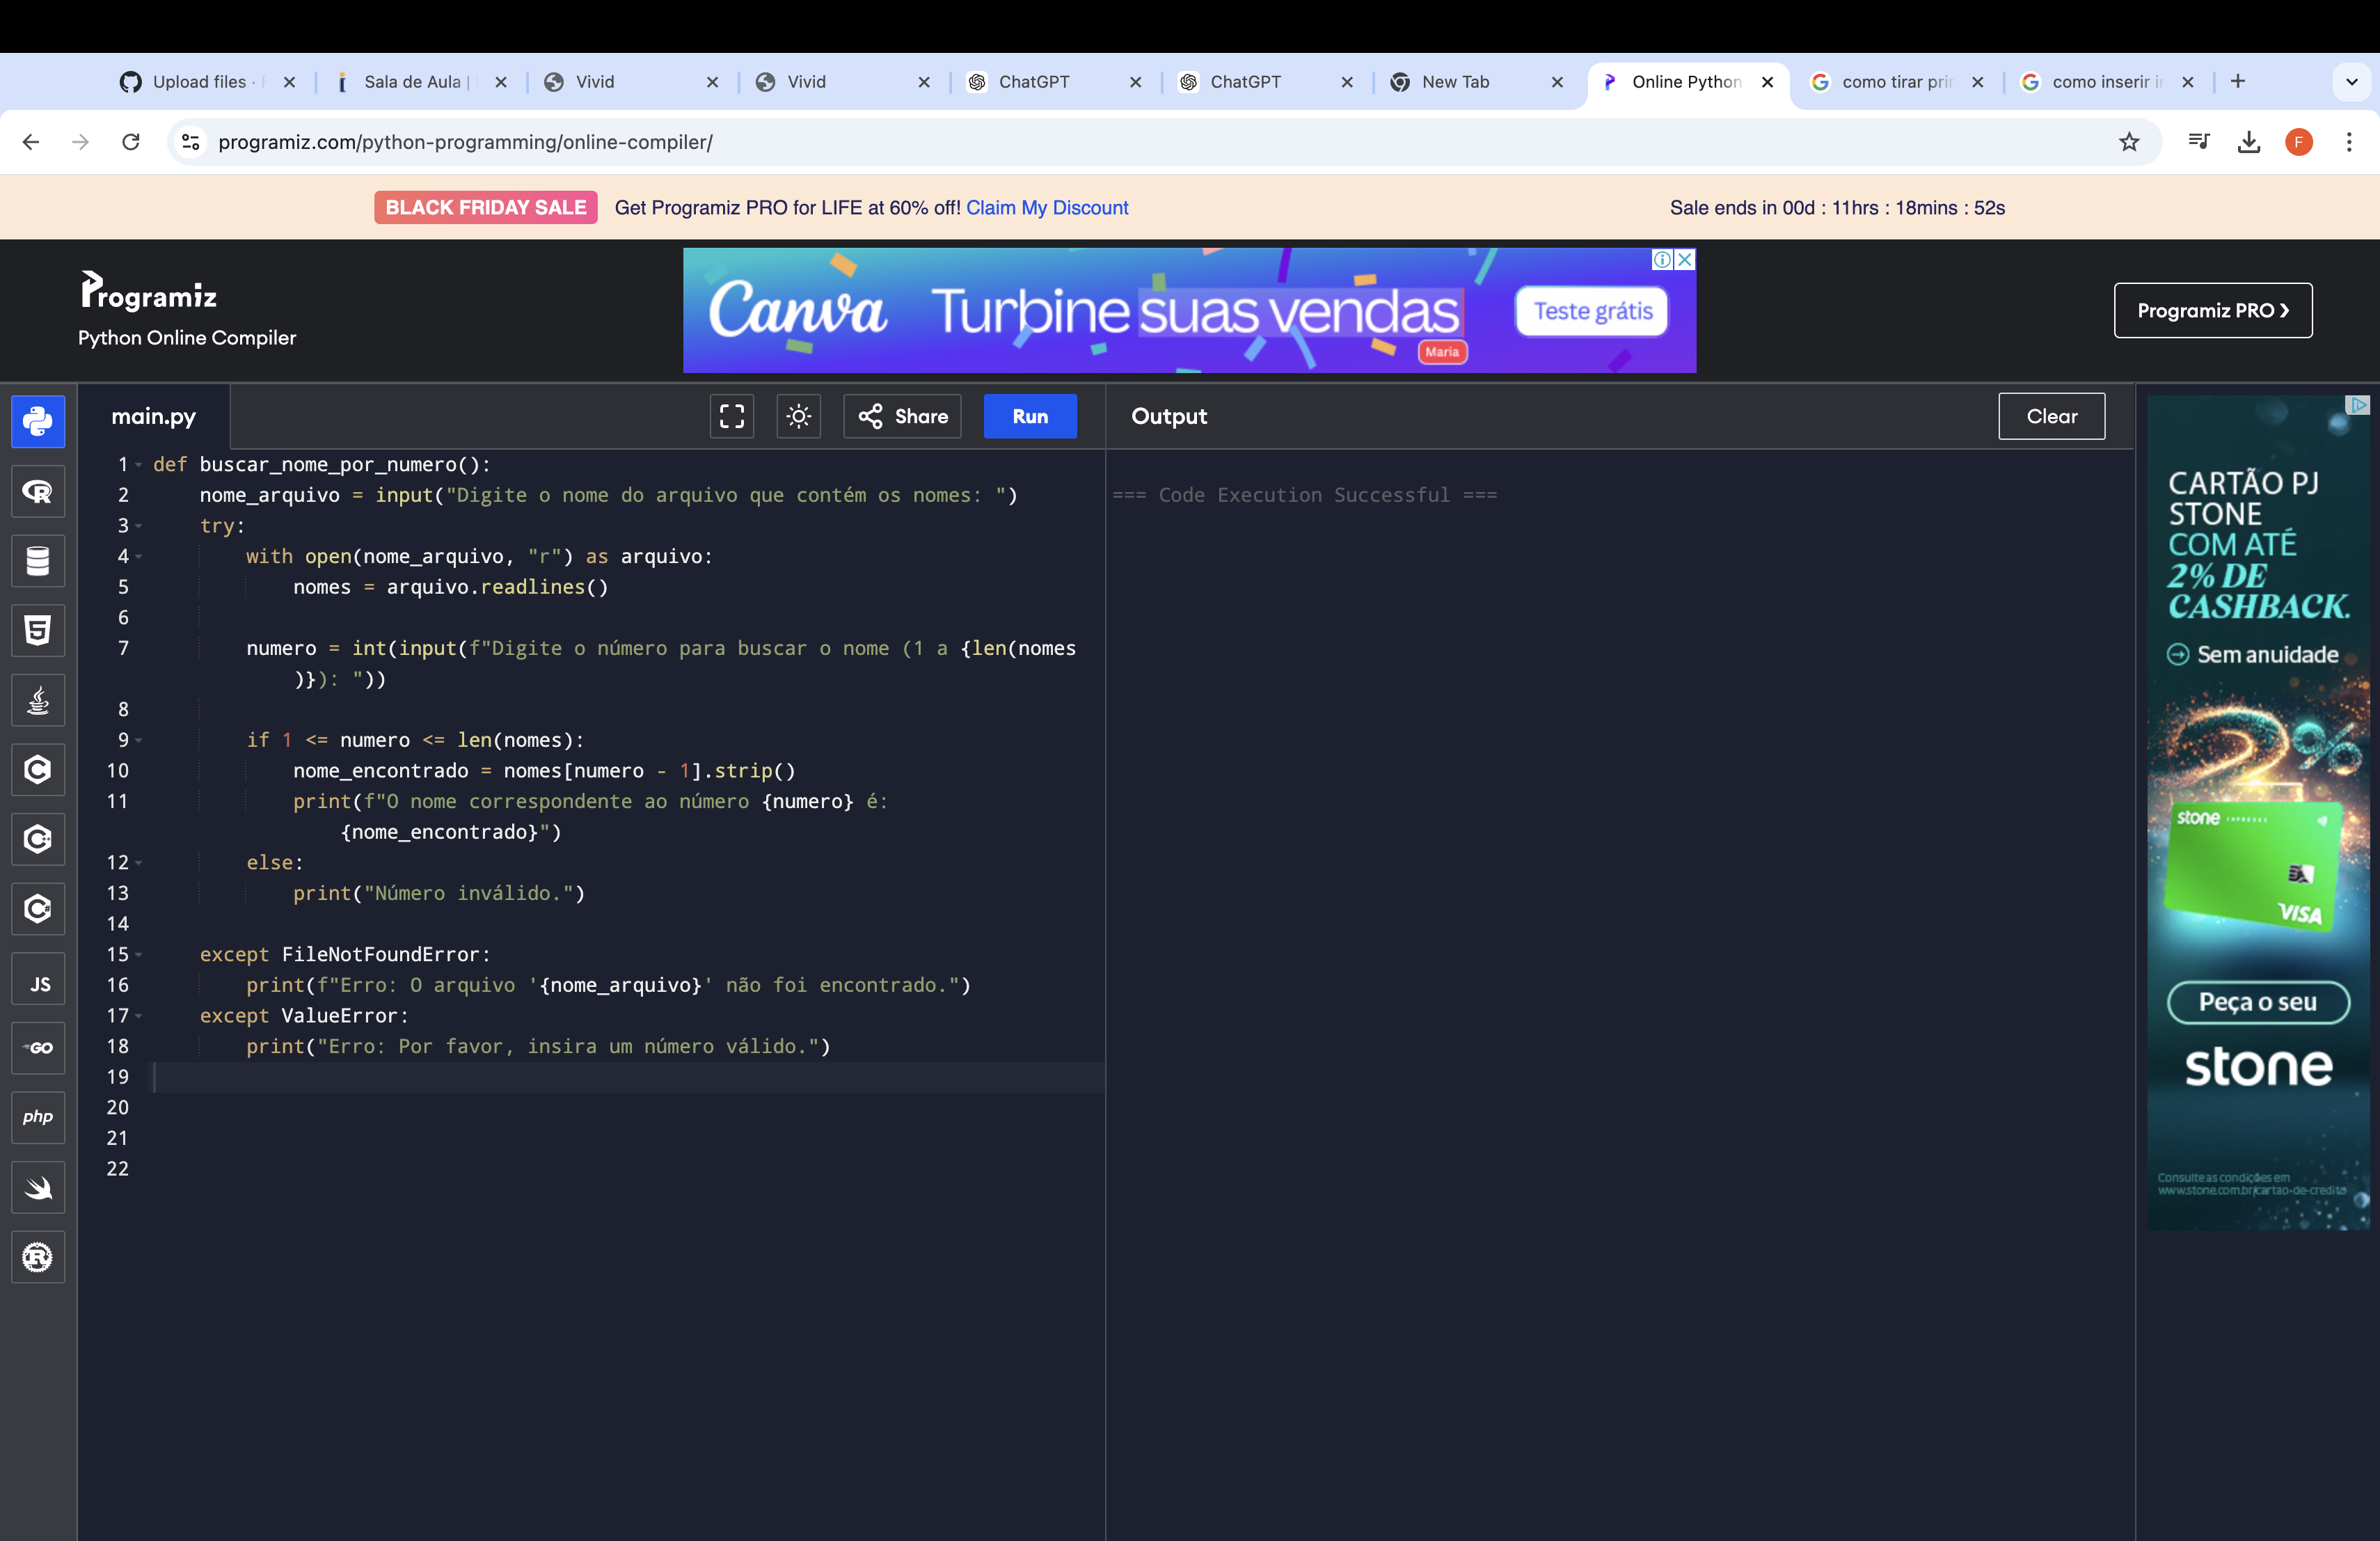 Upload files ·
Sala de Aula |
Vivid
Vivid
ChatGPT
ChatGPT
New Tab
Online Python
como tirar prin
como inserir i
programiz.com/python-programming/online-compiler/
F
BLACK FRIDAY SALE
Get Programiz PRO for LIFE at 60% off! Claim My Discount
Sale ends in 00d : 11hrs : 18mins : 52s
Programiz
Python Online Compiler
Canva
Turbine suas vendas
Maria
Teste grátis
Programiz PRO ❯
main.py
Share
Run
Output
Clear
1 def buscar_nome_por_numero():
2     nome_arquivo = input("Digite o nome do arquivo que contém os nomes: ")
3     try:
4         with open(nome_arquivo, "r") as arquivo:
5             nomes = arquivo.readlines()
6
7         numero = int(input(f"Digite o número para buscar o nome (1 a {len(nomes
            )}): "))
8
9         if 1 <= numero <= len(nomes):
10             nome_encontrado = nomes[numero - 1].strip()
11             print(f"O nome correspondente ao número {numero} é:
                {nome_encontrado}")
12         else:
13             print("Número inválido.")
14
15     except FileNotFoundError:
16         print(f"Erro: O arquivo '{nome_arquivo}' não foi encontrado.")
17     except ValueError:
18         print("Erro: Por favor, insira um número válido.")
19
20
21
22
=== Code Execution Successful ===
R
5
C
C++
C#
JS
GO
php
R
CARTÃO PJ
STONE
COM ATÉ
2% DE
CASHBACK.
Sem anuidade
2%
stone
VISA
Peça o seu
stone
Consulte as condições em
www.stone.com.br/cartao-de-credito